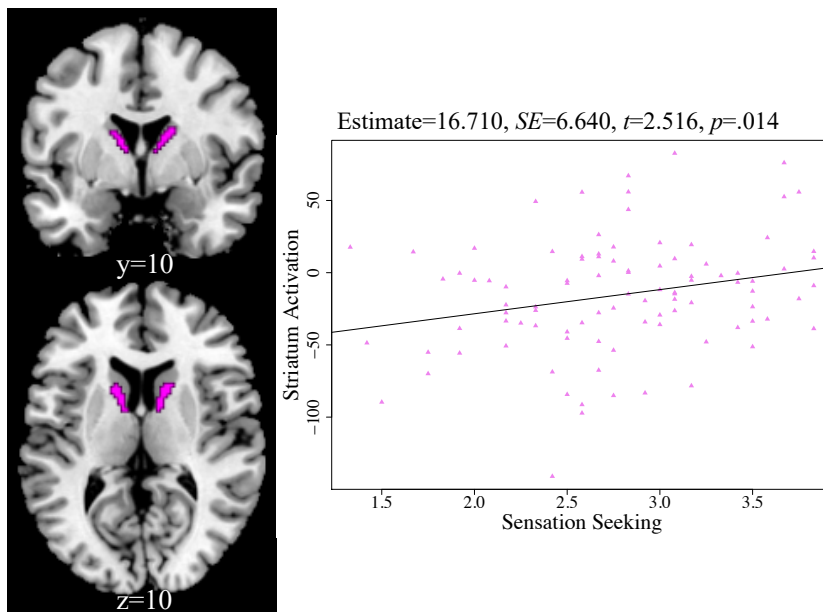 y=10
z=10
Estimate=16.710, SE=6.640, t=2.516, p=.014
Striatum Activation
50
0
−50
−100
1.5 2.0 2.5 3.0 3.5
Sensation Seeking